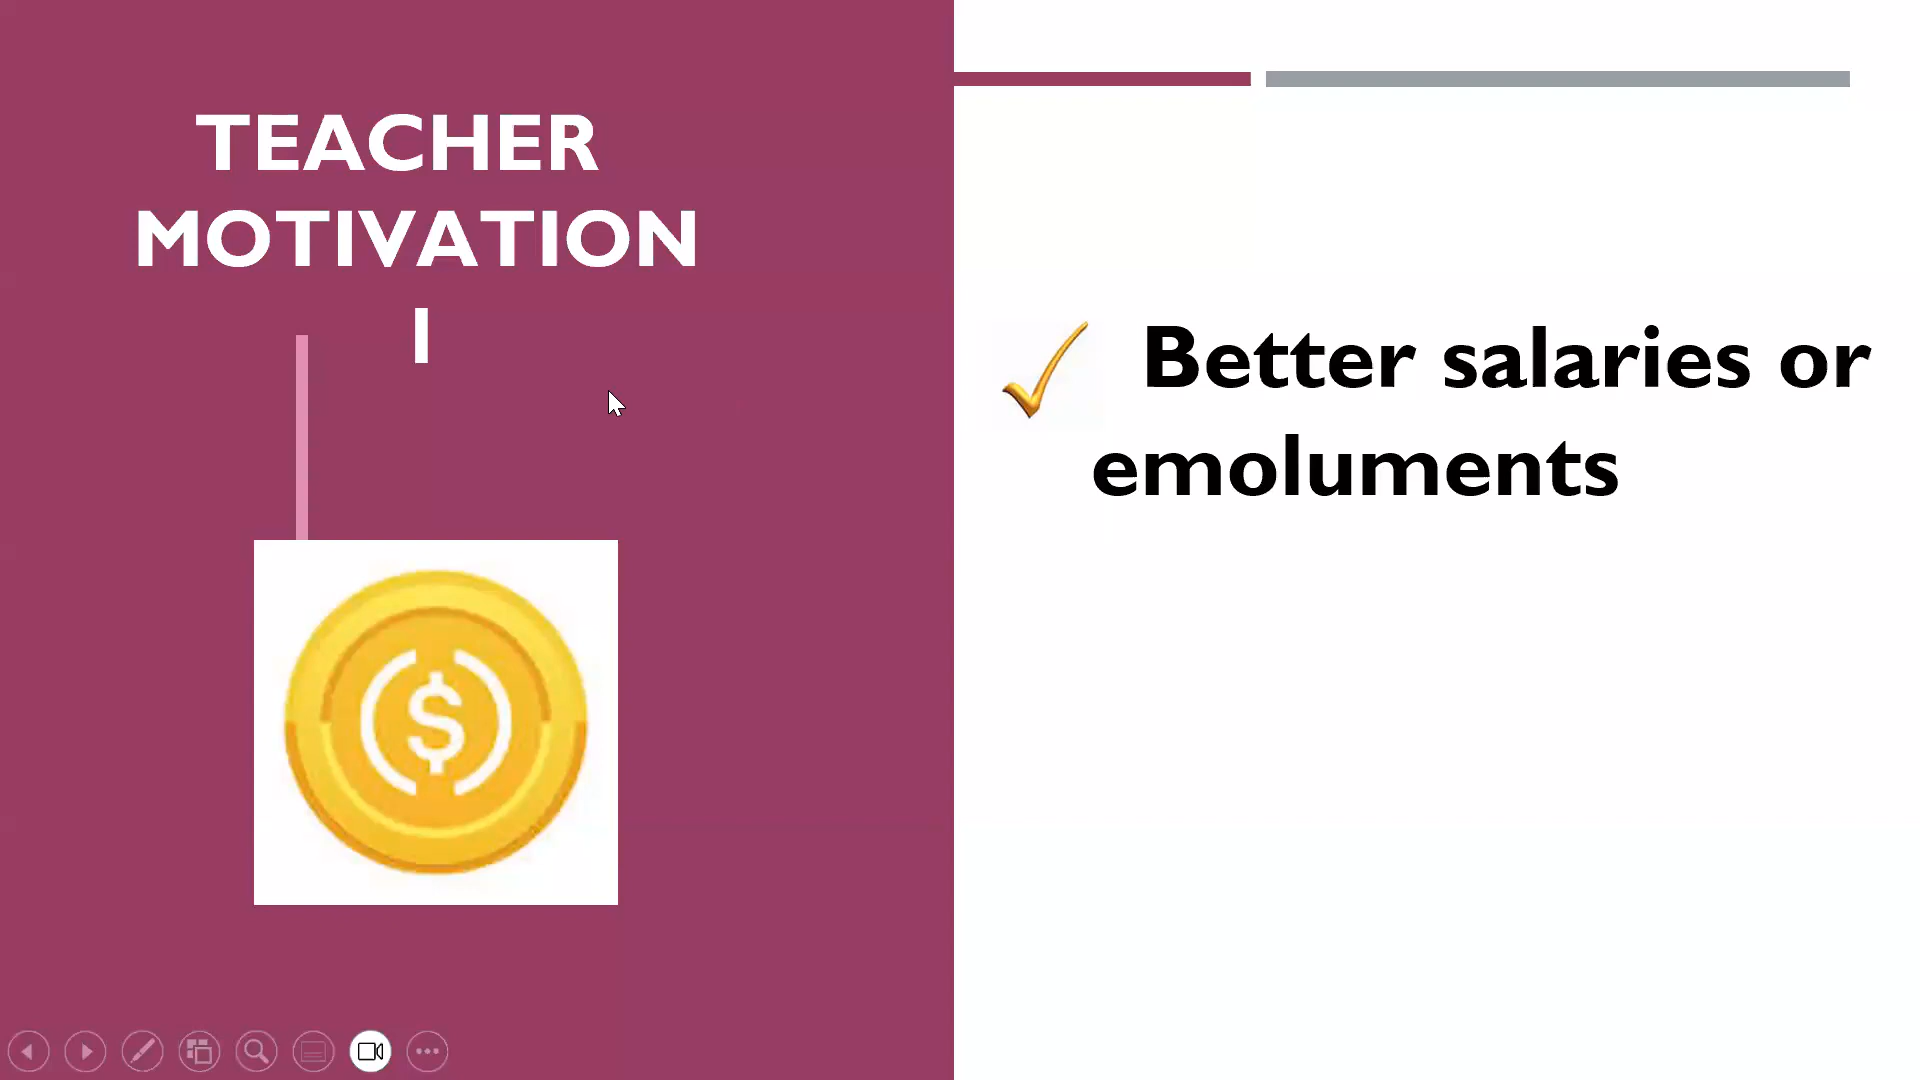 TEACHER
MOTIVATION
I
Better salaries or
emoluments
$